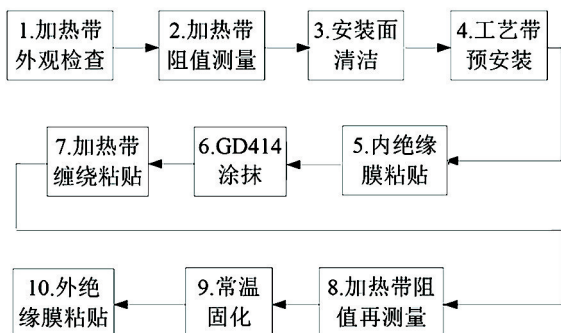 1.加热带
外观检查
2.加热带
阻值测量
3.安装面
清洁
4.工艺带
预安装
5.内绝缘
膜粘贴
6.GD414
涂抹
7.加热带
缠绕粘贴
8.加热带阻
值再测量
9.常温
固化
10.外绝
缘膜粘贴